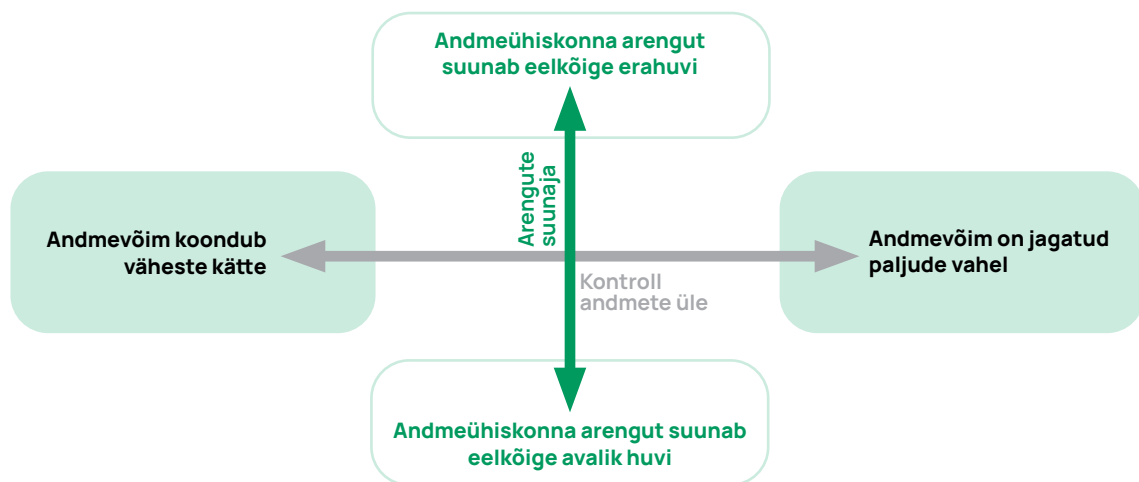 Andmeühiskonna arengut
suunab eelkõige erahuvi
Arengute
suunaja
Andmevõim koondub
väheste kätte
Andmevõim on jagatud
paljude vahel
Kontroll
andmete üle
Andmeühiskonna arengut suunab
eelkõige avalik huvi